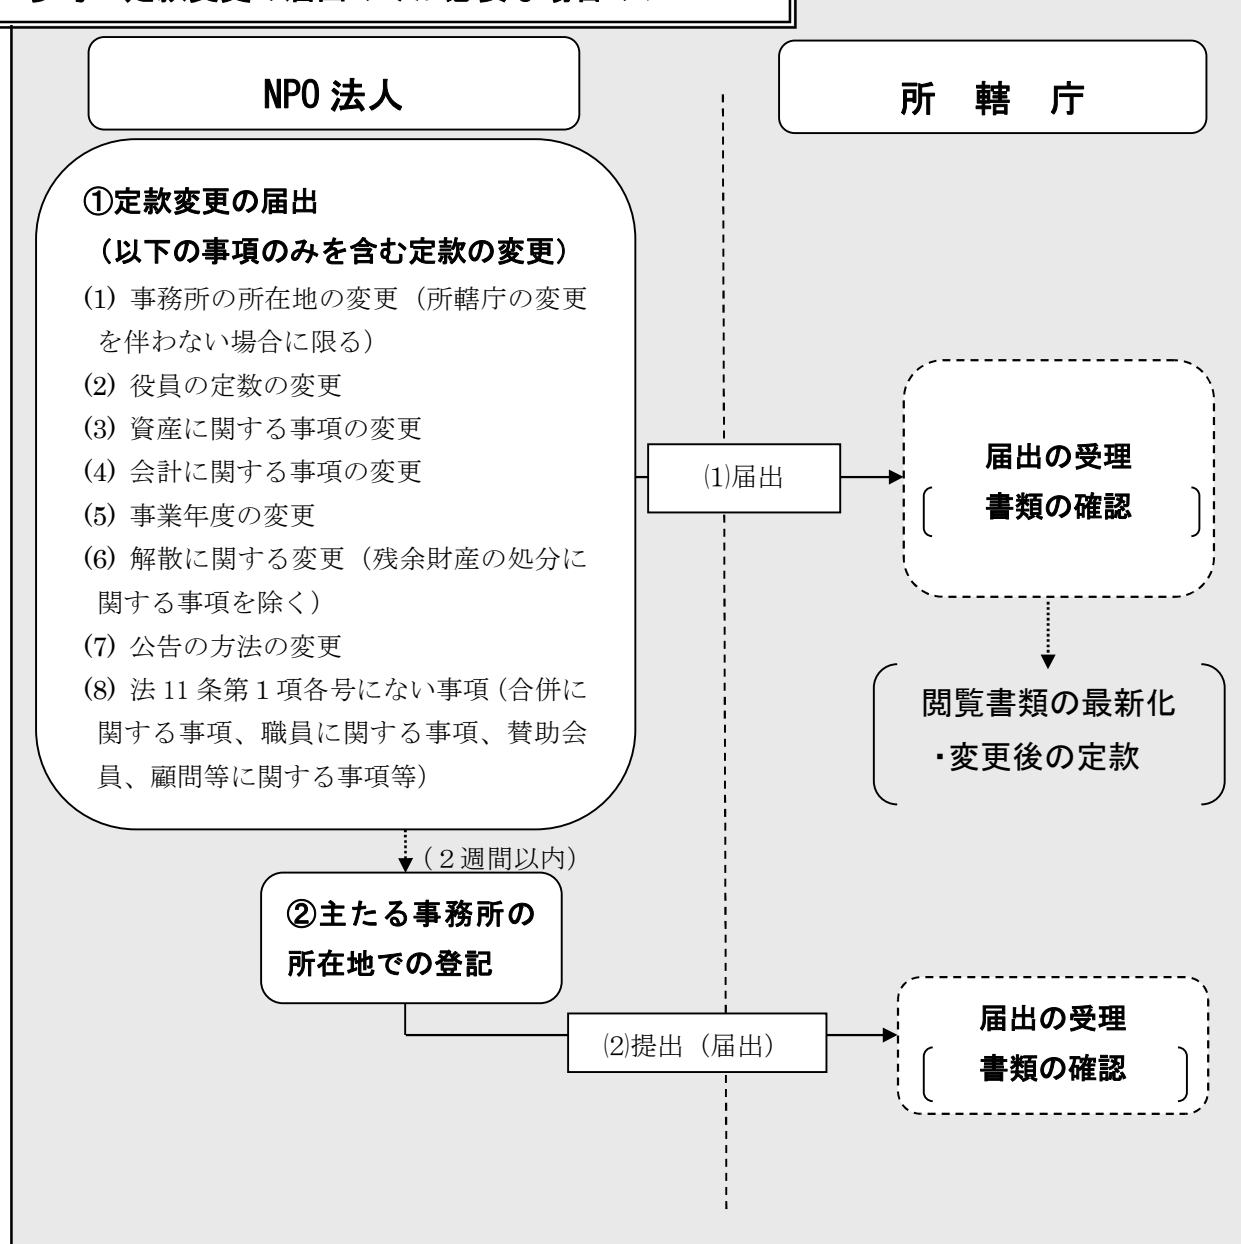 NPO 法人
所 轄 庁
①定款変更の届出
（以下の事項のみを含む定款の変更）
(1) 事務所の所在地の変更（所轄庁の変更
を伴わない場合に限る）
(2) 役員の定数の変更
(3) 資産に関する事項の変更
(4) 会計に関する事項の変更
(5) 事業年度の変更
(6) 解散に関する変更（残余財産の処分に
関する事項を除く）
(7) 公告の方法の変更
(8) 法 11 条第１項各号にない事項（合併に
関する事項、職員に関する事項、賛助会
員、顧問等に関する事項等）
⑴届出
届出の受理
書類の確認
閲覧書類の最新化
・変更後の定款
（２週間以内）
②主たる事務所の
所在地での登記
⑵提出（届出）
届出の受理
書類の確認